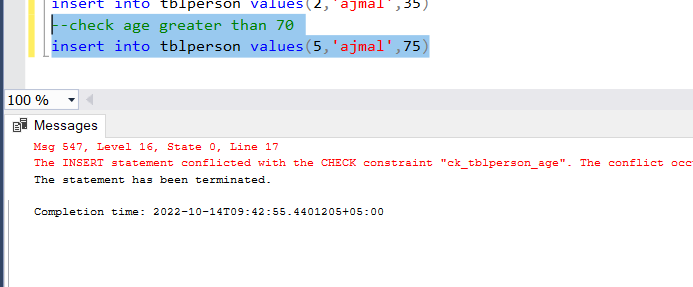 insert into tblperson values(2,'ajmal',35)
--check age greater than 70
insert into tblperson values(5,'ajmal',75)
100 %
Messages
Msg 547, Level 16, State 0, Line 17
The INSERT statement conflicted with the CHECK constraint "ck_tblperson_age". The conflict occ
The statement has been terminated.
Completion time: 2022-10-14T09:42:55.4401205+05:00